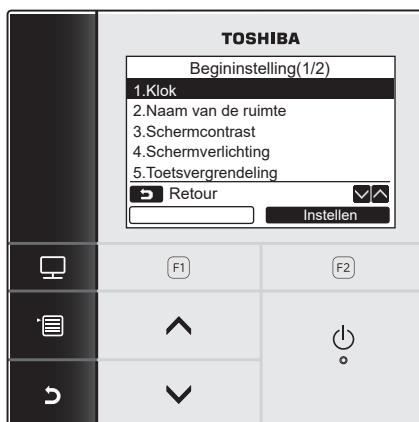 TOSHIBA
Begininstelling(1/2)
1.Klok
2.Naam van de ruimte
3.Schermcontrast
4.Schermverlichting
5.Toetsvergrendeling
Retour
Instellen
F1 F2